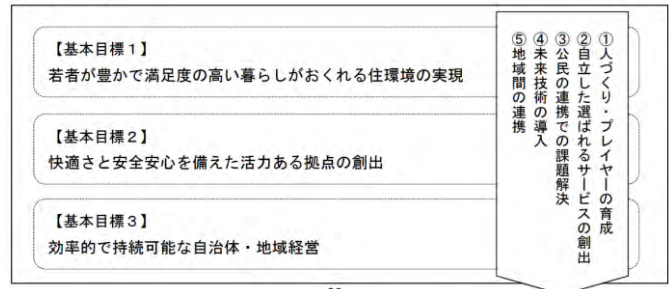 【基本目標1】
若者が豊かで満足度の高い暮らしがおくれる住環境の実現
【基本目標2】
快適さと安全安心を備えた活力ある拠点の創出
【基本目標3】
効率的で持続可能な自治体・地域経営
①人づくり・プレイヤーの育成
②自立した選ばれるサービスの創出
③公民の連携での課題解決
④未来技術の導入
⑤地域間の連携